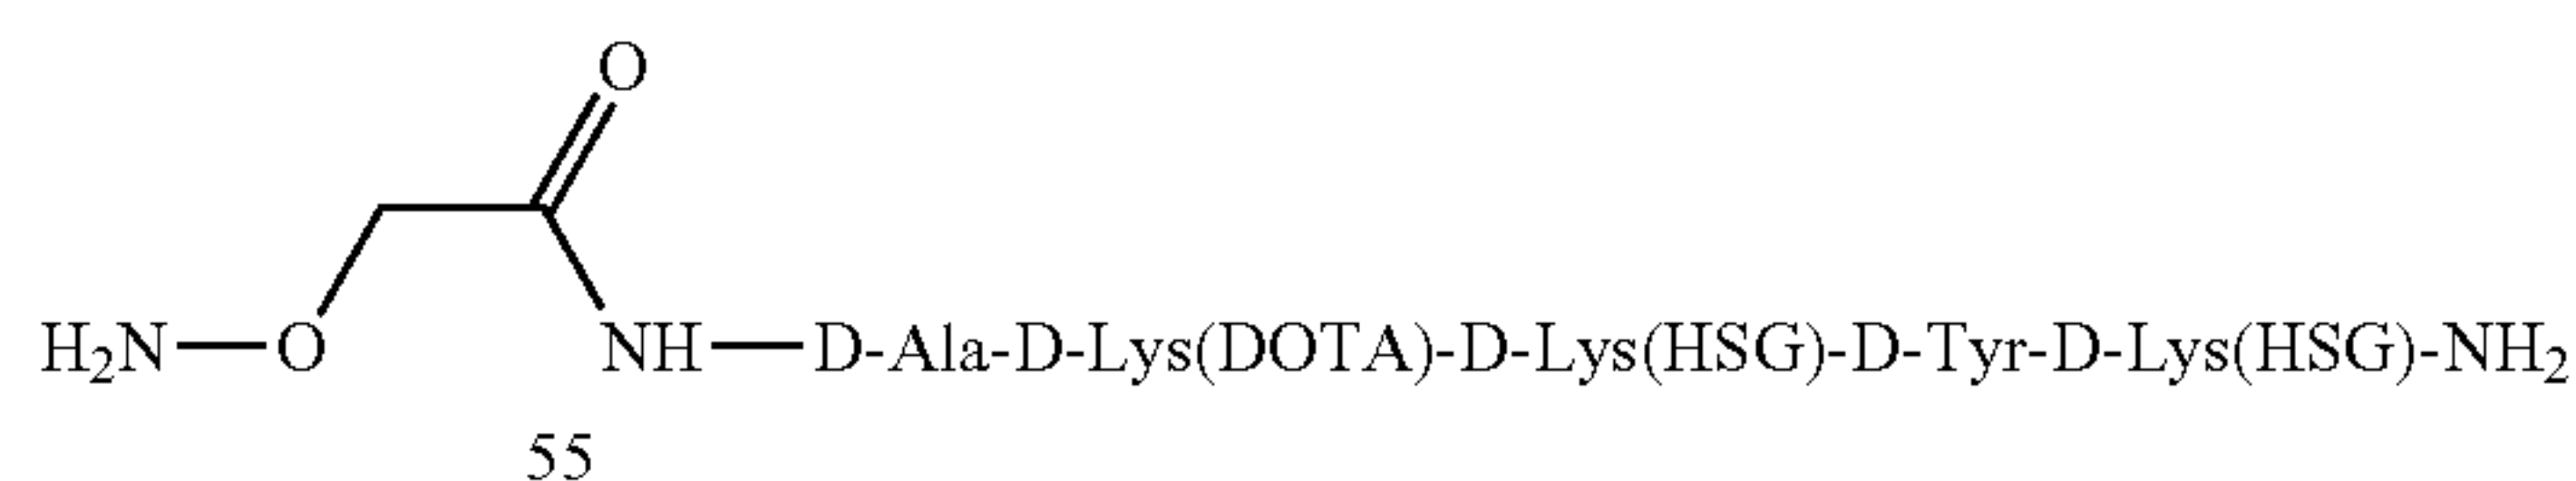 O
H₂N—O NH—D-Ala-D-Lys(DOTA)-D-Lys(HSG)-D-Tyr-D-Lys(HSG)-NH₂
55